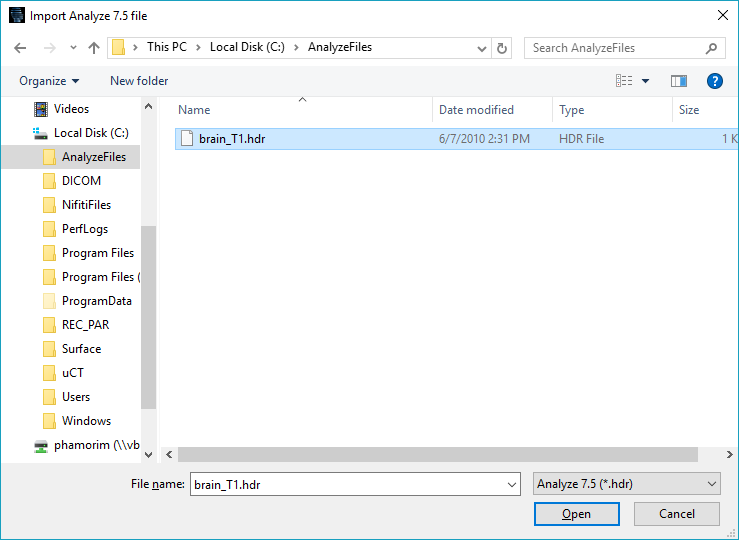 Import Analyze 7.5 file
This PC > Local Disk (C:) > AnalyzeFiles
Search AnalyzeFiles
Organize
New folder
?
Videos
Local Disk (C:)
AnalyzeFiles
DICOM
NifitiFiles
PerfLogs
Program Files
Program Files (
ProgramData
REC_PAR
Surface
uCT
Users
Windows
phamorim (\\vb
Name Date modified Type Size
brain_T1.hdr 6/7/2010 2:31 PM HDR File 1 K
File name: brain_T1.hdr
Analyze 7.5 (*.hdr)
Open Cancel